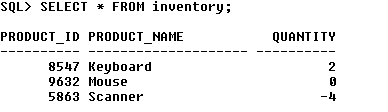 SQL> SELECT * FROM inventory;
PRODUCT_ID PRODUCT_NAME QUANTITY
---------- -------------------- ----------
8547 Keyboard 2
9632 Mouse 0
5863 Scanner -4